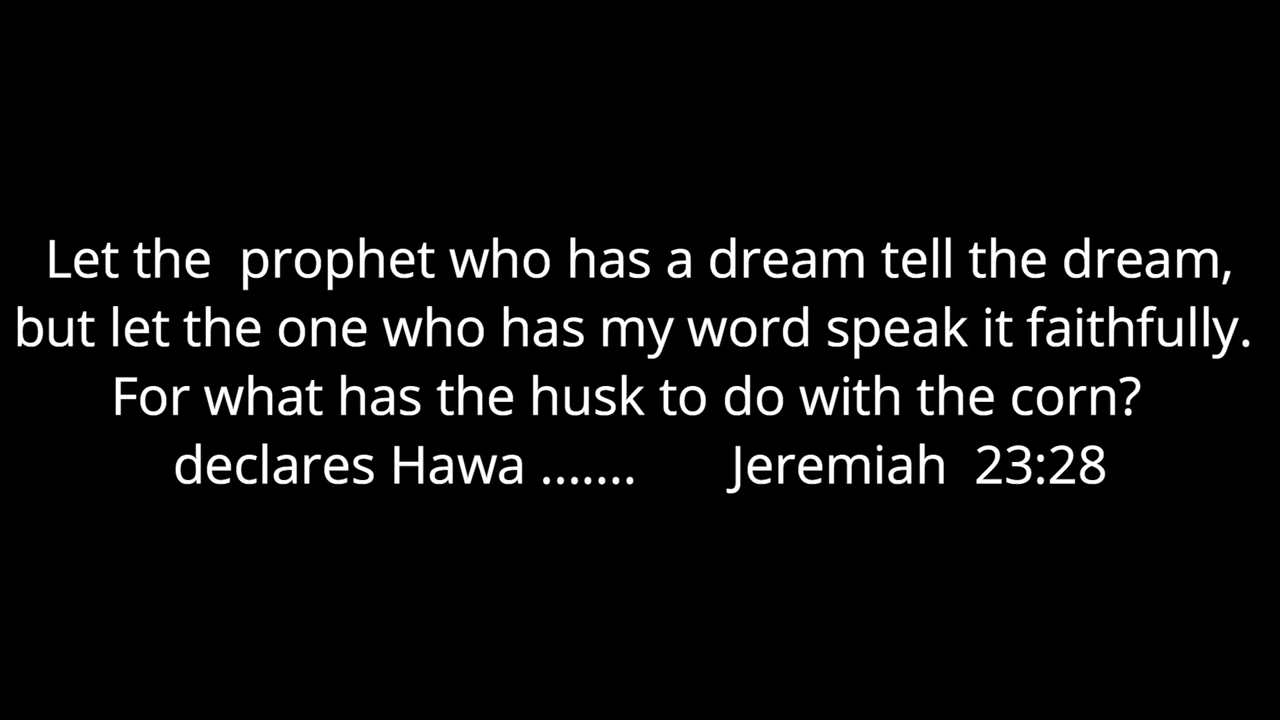 Let the  prophet who has a dream tell the dream,
but let the one who has my word speak it faithfully.
For what has the husk to do with the corn?
declares Hawa .......       Jeremiah  23:28